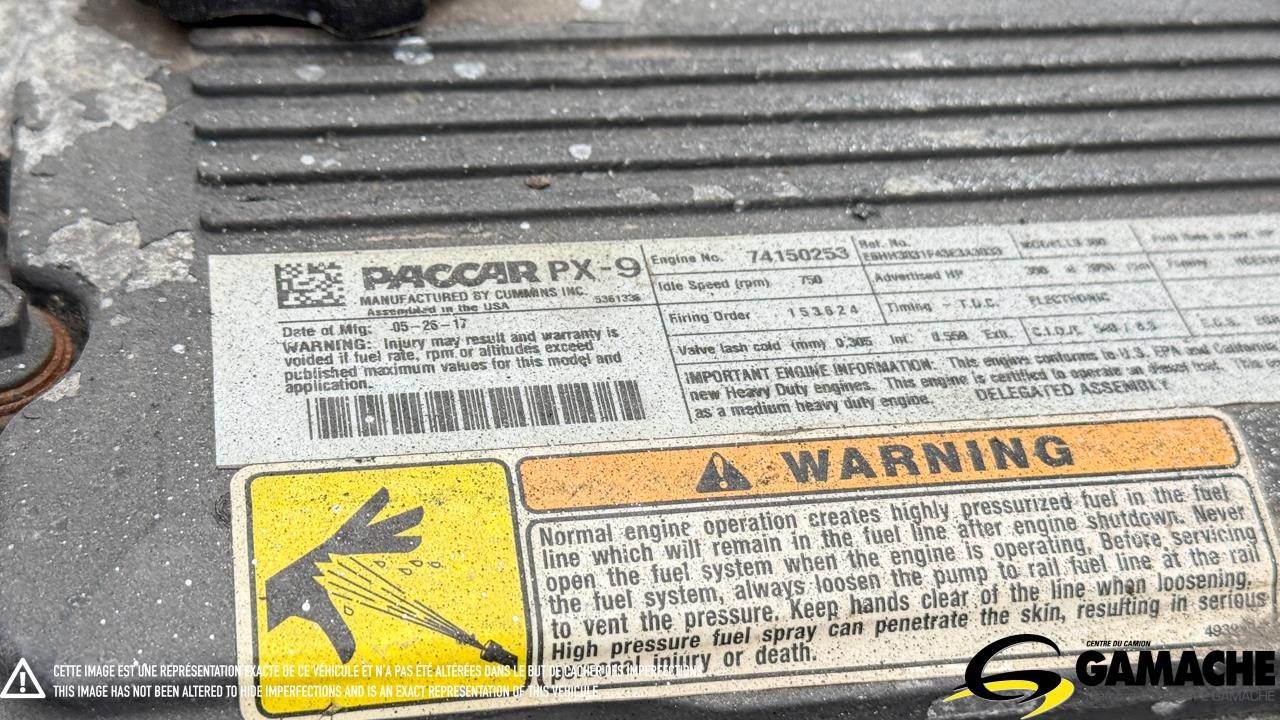 PACCAR PX-9
MANUFACTURED BY CUMMINS INC. 5361336
Assembled in the USA
Date of Mfg: 05-26-17
WARNING: Injury may result and warranty is
voided if fuel rate, rpm or altitudes exceed
published maximum values for this model and
application.
Engine No. 74150253
Idle Speed (rpm) 750
Firing Order 153624
Valve lash cold (mm) 0.305 Int. 0.559 Exh.
Ref. No.
Advertised HP
Timing - T.D.C. ELECTRONIC
IMPORTANT ENGINE INFORMATION: This engine conforms to U.S. EPA and California
new Heavy Duty engines. This engine is certified to operate on diesel fuel. This
as a medium heavy duty engine. DELEGATED ASSEMBLY
WARNING
Normal engine operation creates highly pressurized fuel in the fuel
line which will remain in the fuel line after engine shutdown. Never
open the fuel system when the engine is operating. Before servicing
the fuel system, always loosen the pump to rail fuel line at the rail
to vent the pressure. Keep hands clear of the line when loosening.
High pressure fuel spray can penetrate the skin, resulting in serious
or death.
CETTE IMAGE EST UNE REPRÉSENTATION EXACTE DE CE VÉHICULE ET N'A PAS ÉTÉ ALTÉRÉES DANS LE BUT DE CACHER DES IMPERFECTIONS.
THIS IMAGE HAS NOT BEEN ALTERED TO HIDE IMPERFECTIONS AND IS AN EXACT REPRESENTATION OF THIS VEHICULE.
CENTRE DU CAMION
GAMACHE
GAMACHE